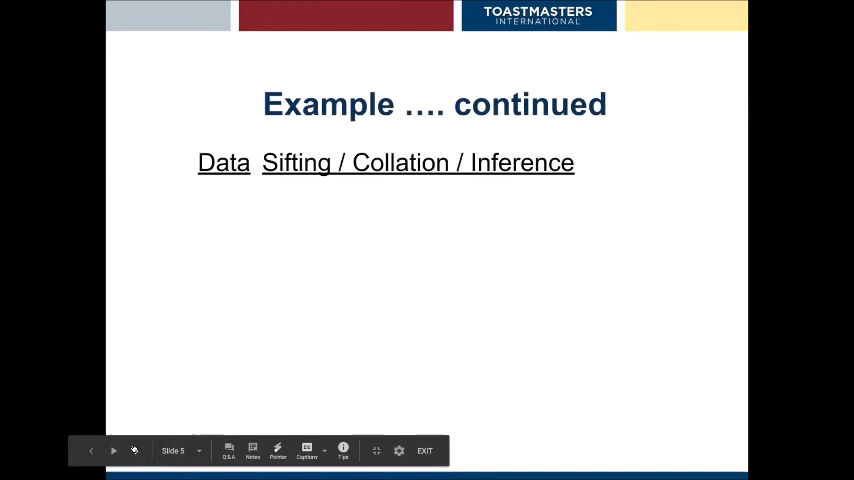 TOASTMASTERS
INTERNATIONAL
Example .... continued
Data Sifting / Collation / Inference
Slide 5
Q&A
Notes
Pointer
Captions
Tips
EXIT